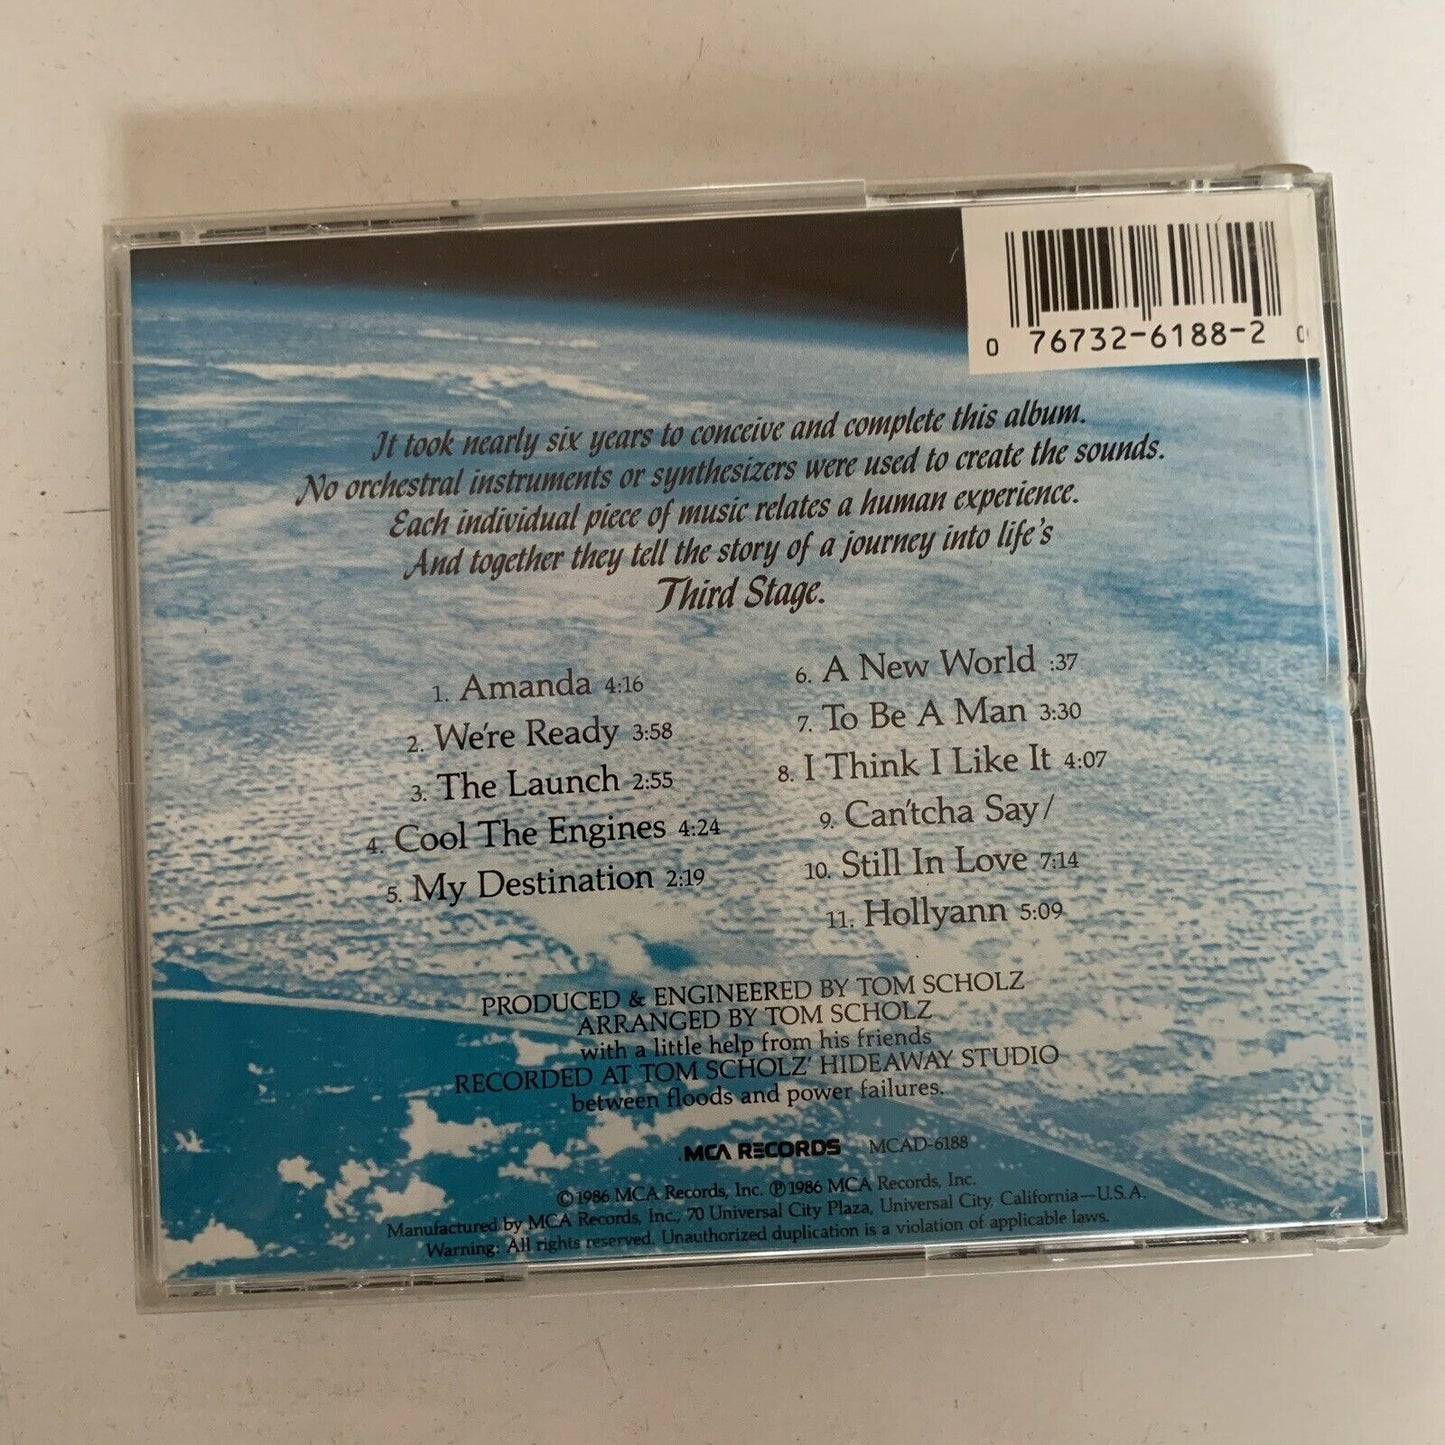 0 76732-6188-2
It took nearly six years to conceive and complete this album.
No orchestral instruments or synthesizers were used to create the sounds.
Each individual piece of music relates a human experience.
And together they tell the story of a journey into life's
Third Stage.
1. Amanda 4:16
2. We're Ready 3:58
3. The Launch 2:55
4. Cool The Engines 4:24
5. My Destination 2:19
6. A New World :37
7. To Be A Man 3:30
8. I Think I Like It 4:07
9. Can'tcha Say/
10. Still In Love 7:14
11. Hollyann 5:09
PRODUCED & ENGINEERED BY TOM SCHOLZ
ARRANGED BY TOM SCHOLZ
with a little help from his friends
RECORDED AT TOM SCHOLZ' HIDEAWAY STUDIO
between floods and power failures.
MCA RECORDS MCAD-6188
©1986 MCA Records, Inc. ℗1986 MCA Records, Inc.
Manufactured by MCA Records, Inc., 70 Universal City Plaza, Universal City, California—U.S.A.
Warning: All rights reserved. Unauthorized duplication is a violation of applicable laws.